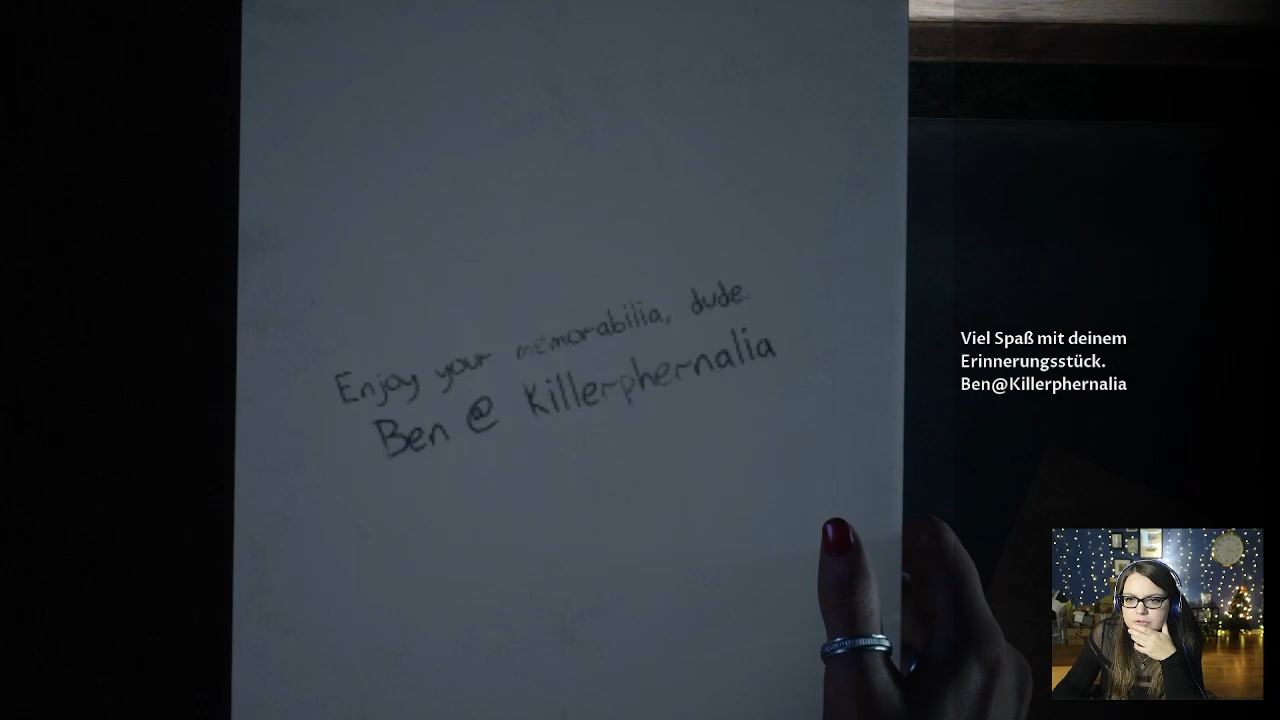 Enjoy your memorabilia, dude.
Ben @ Killerphernalia
Viel Spaß mit deinem
Erinnerungsstück.
Ben@Killerphernalia